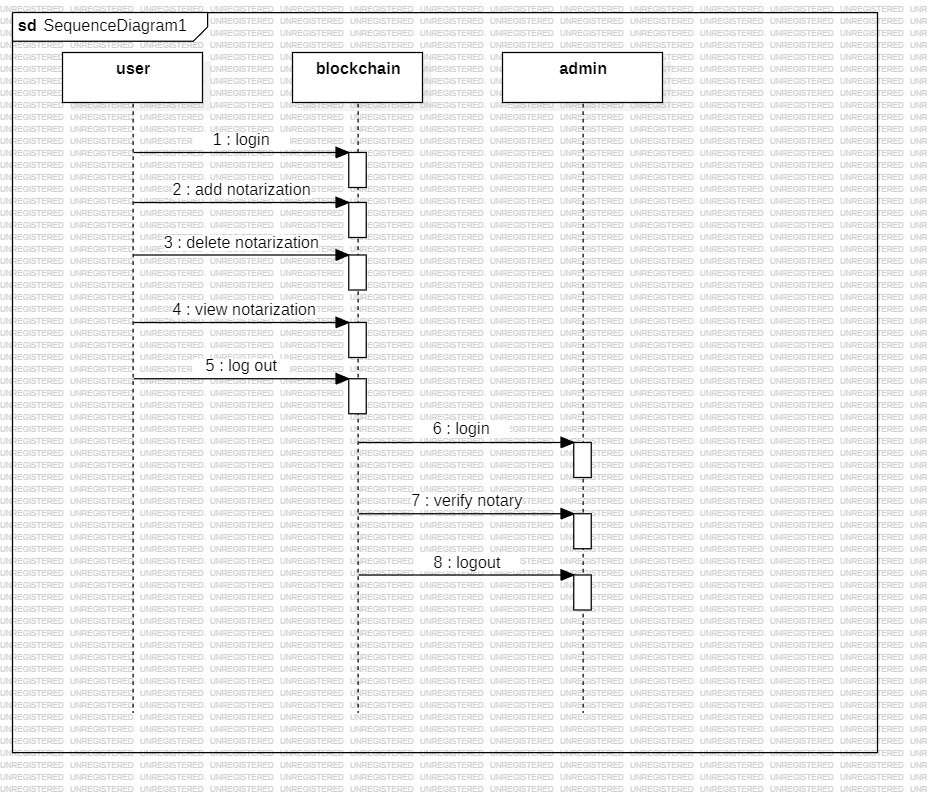 sd SequenceDiagram1
user blockchain admin
1 : login
2 : add notarization
3 : delete notarization
4 : view notarization
5 : log out
6 : login
7 : verify notary
8 : logout
UNREGISTERED